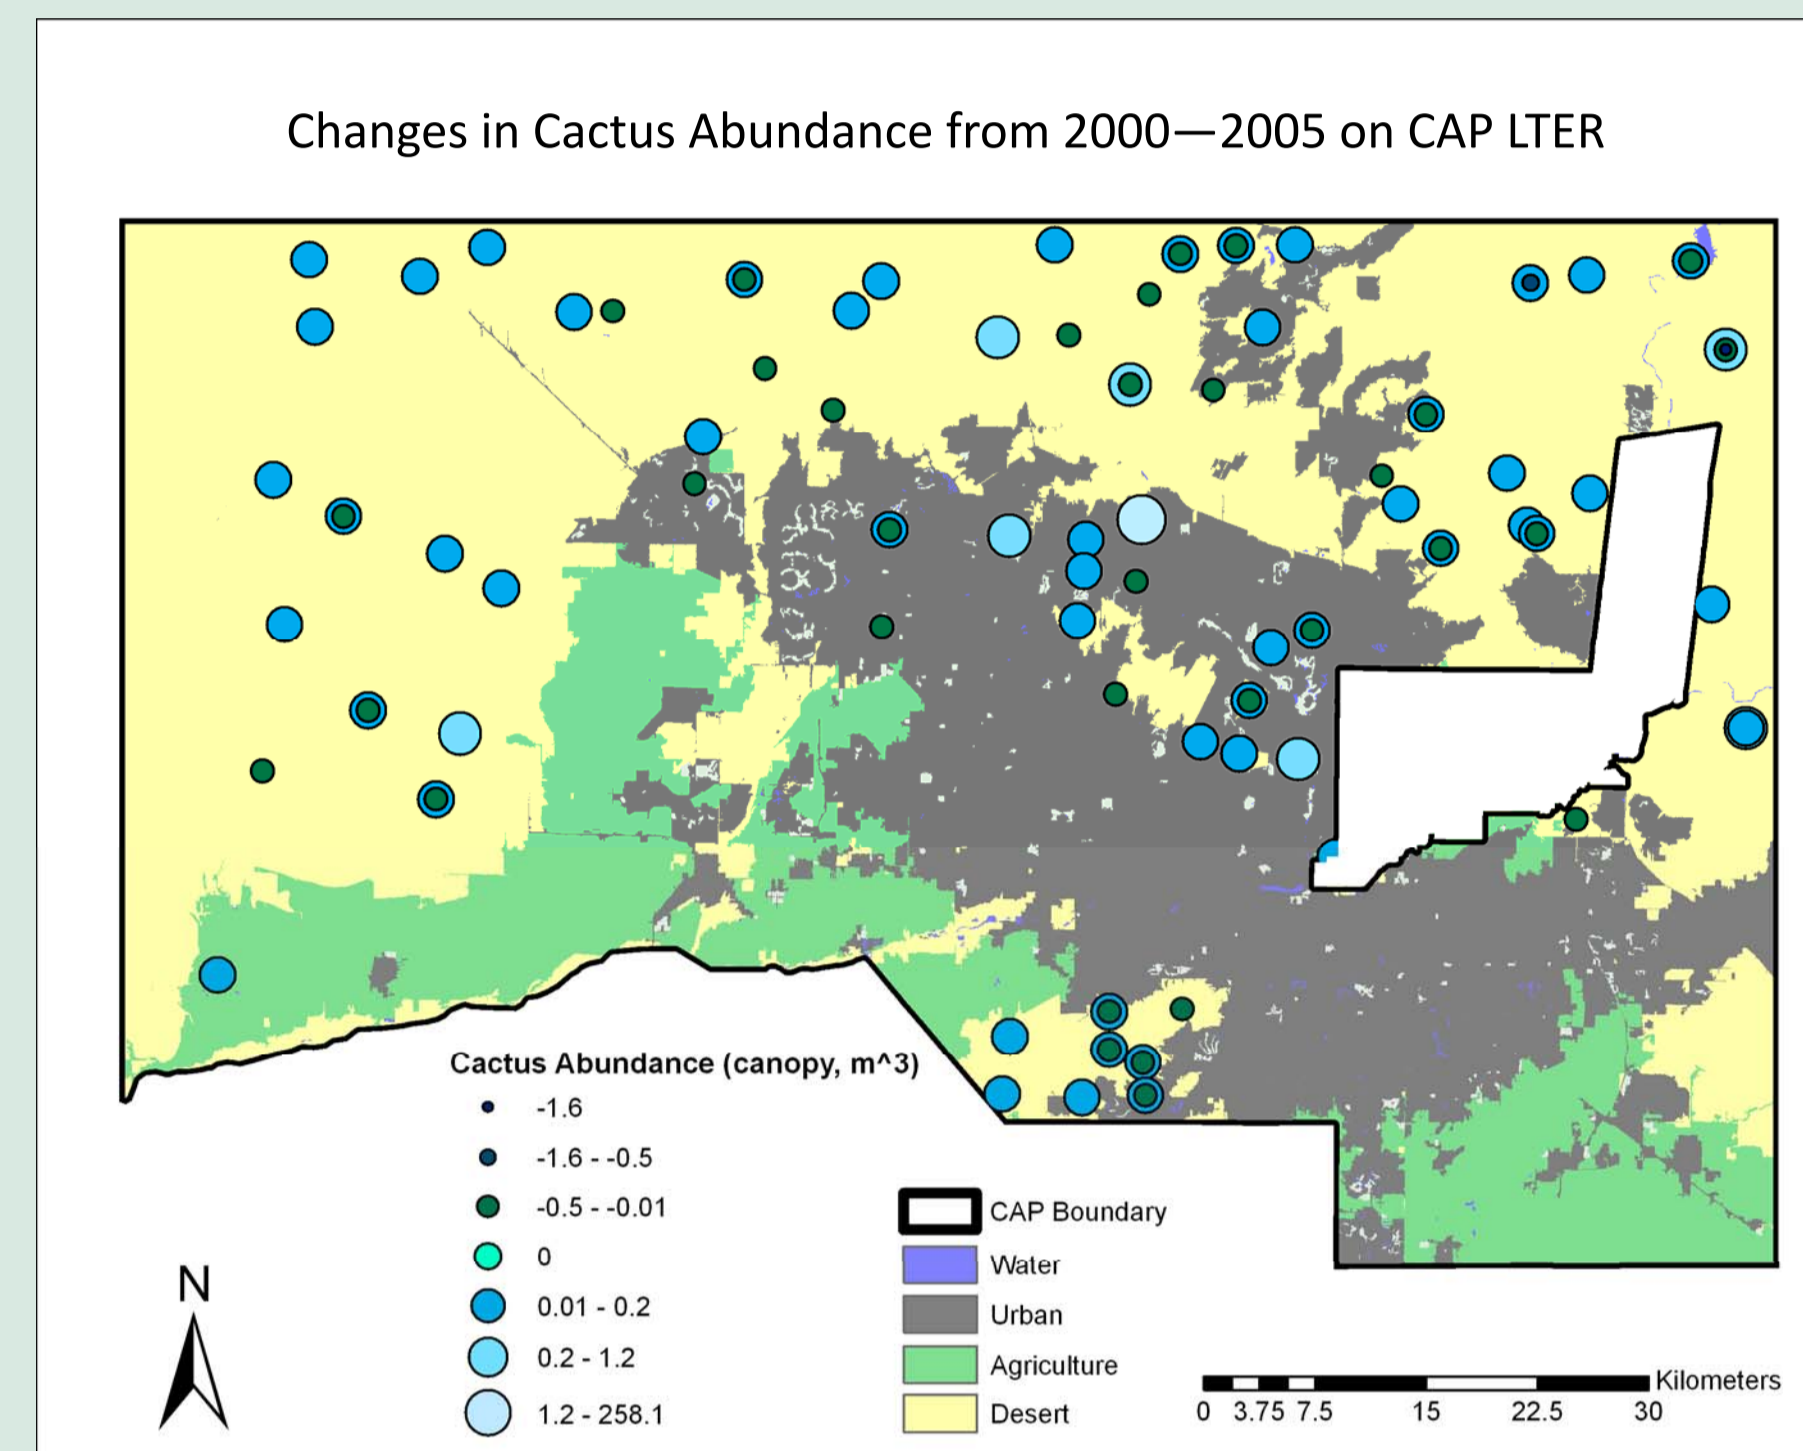 Changes in Cactus Abundance from 2000—2005 on CAP LTER
Cactus Abundance (canopy, m^3)
-1.6
-1.6 - -0.5
-0.5 - -0.01
0
0.01 - 0.2
0.2 - 1.2
1.2 - 258.1
N
CAP Boundary
Water
Urban
Agriculture
Desert
Kilometers
0 3.75 7.5 15 22.5 30